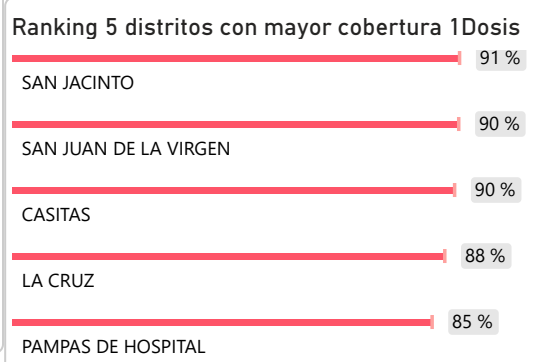 Ranking 5 distritos con mayor cobertura 1Dosis
91 %
SAN JACINTO
90 %
SAN JUAN DE LA VIRGEN
90 %
CASITAS
88 %
LA CRUZ
85 %
PAMPAS DE HOSPITAL